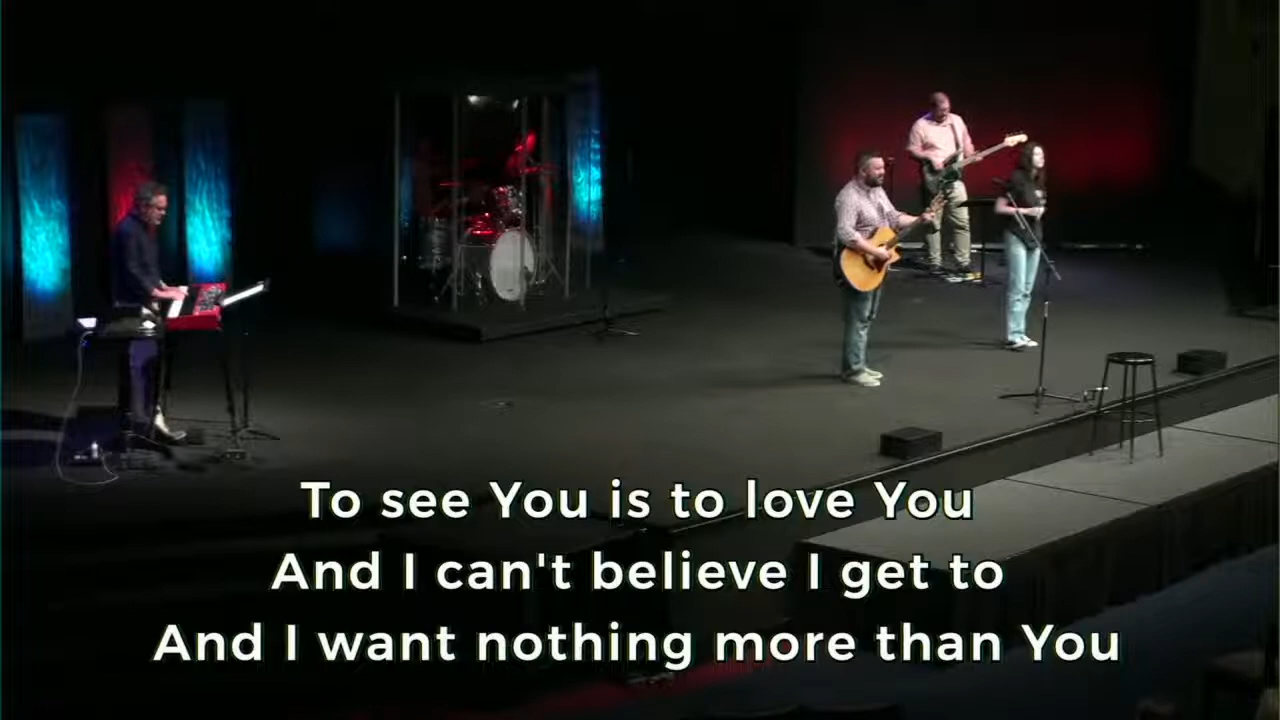 To see You is to love You
And I can't believe I get to
And I want nothing more than You